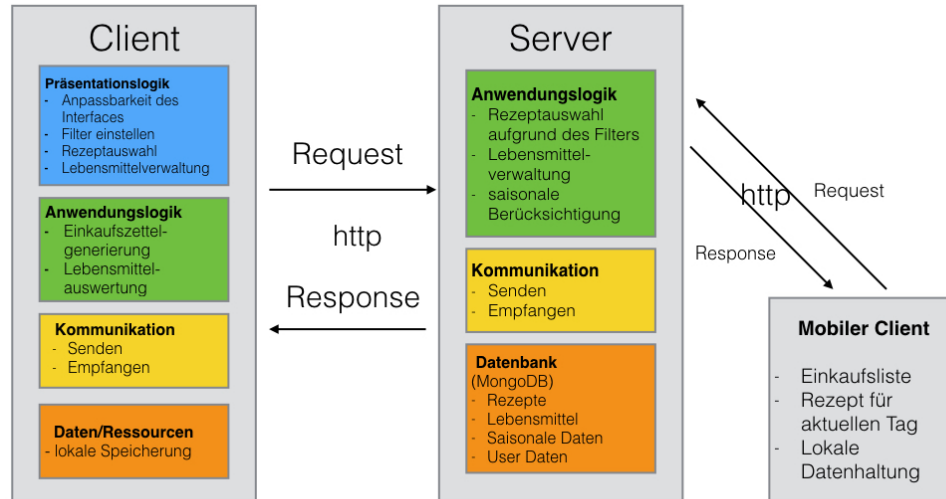 Client
Präsentationslogik
- Anpassbarkeit des
Interfaces
- Filter einstellen
- Rezeptauswahl
- Lebensmittelverwaltung
Anwendungslogik
- Einkaufszettel-
generierung
- Lebensmittel-
auswertung
Kommunikation
- Senden
- Empfangen
Daten/Ressourcen
- lokale Speicherung
Request
http
Response
Server
Anwendungslogik
- Rezeptauswahl
aufgrund des Filters
- Lebensmittel-
verwaltung
- saisonale
Berücksichtigung
Kommunikation
- Senden
- Empfangen
Datenbank
(MongoDB)
- Rezepte
- Lebensmittel
- Saisonale Daten
- User Daten
http
Request
Response
Mobiler Client
- Einkaufsliste
- Rezept für
aktuellen Tag
- Lokale
Datenhaltung